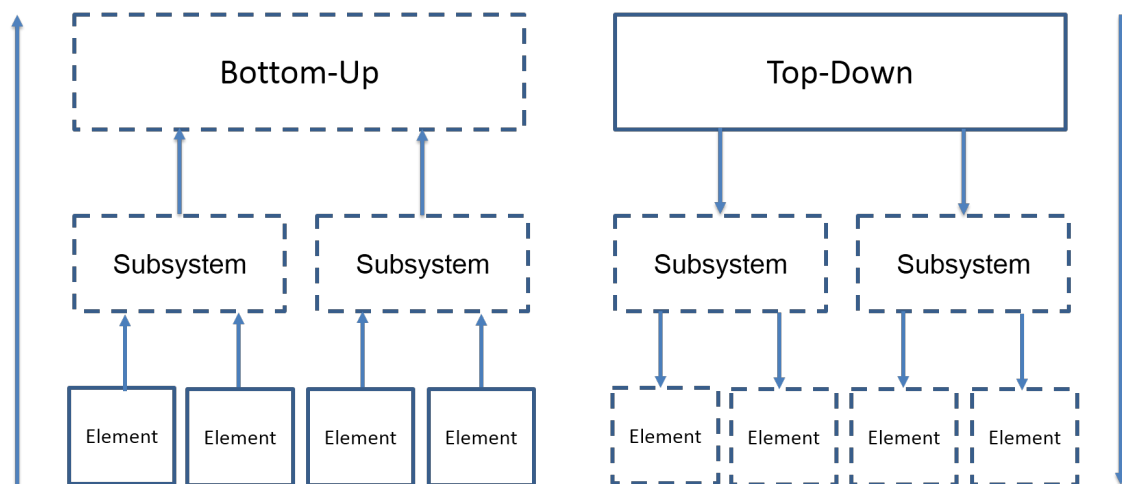 Bottom-Up
Top-Down
Subsystem
Subsystem
Subsystem
Subsystem
Element
Element
Element
Element
Element
Element
Element
Element